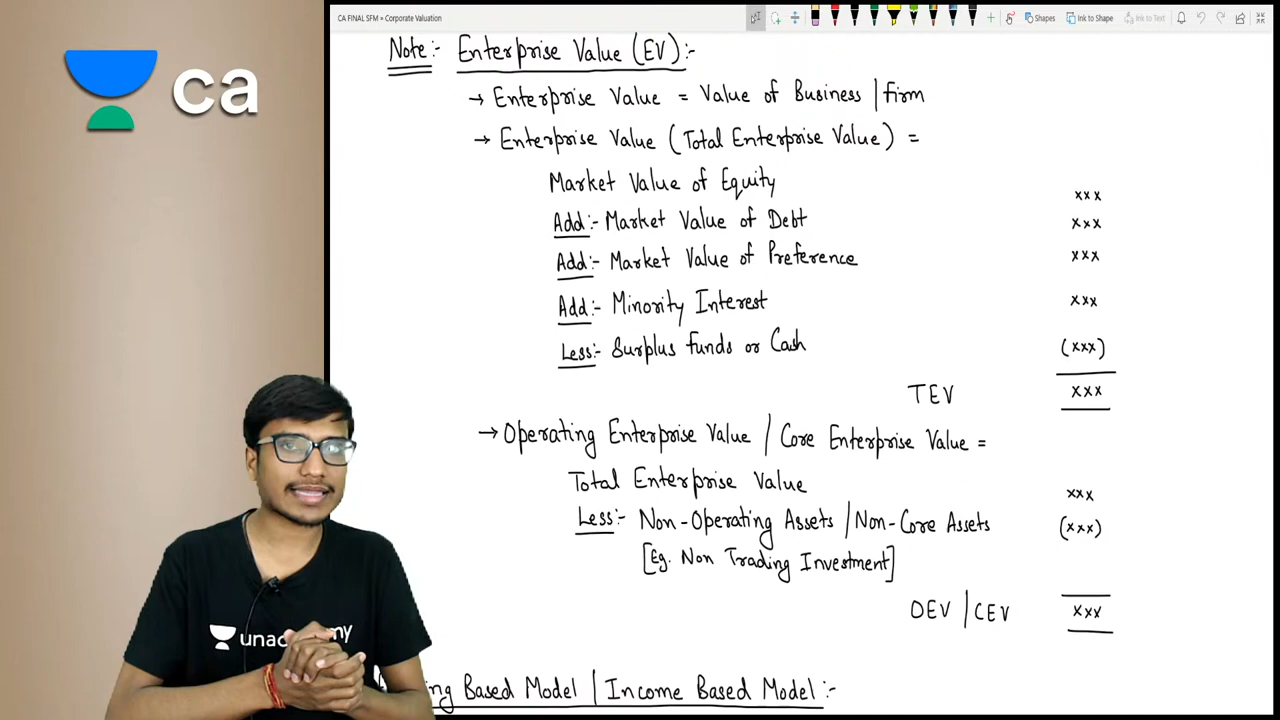 ca
CA FINAL SFM » Corporate Valuation
Shapes
Ink to Shape
Ink to Text
Note:- Enterprise Value (EV):-
→ Enterprise Value = Value of Business | firm
→ Enterprise Value (Total Enterprise Value) =
Market Value of Equity xxx
Add:- Market Value of Debt xxx
Add:- Market Value of Preference xxx
Add:- Minority Interest xxx
Less:- Surplus funds or Cash (xxx)
TEV xxx
→ Operating Enterprise Value / Core Enterprise Value =
Total Enterprise Value xxx
Less:- Non-Operating Assets / Non-Core Assets (xxx)
[Eg. Non Trading Investment]
OEV | CEV xxx
Based Model | Income Based Model:-